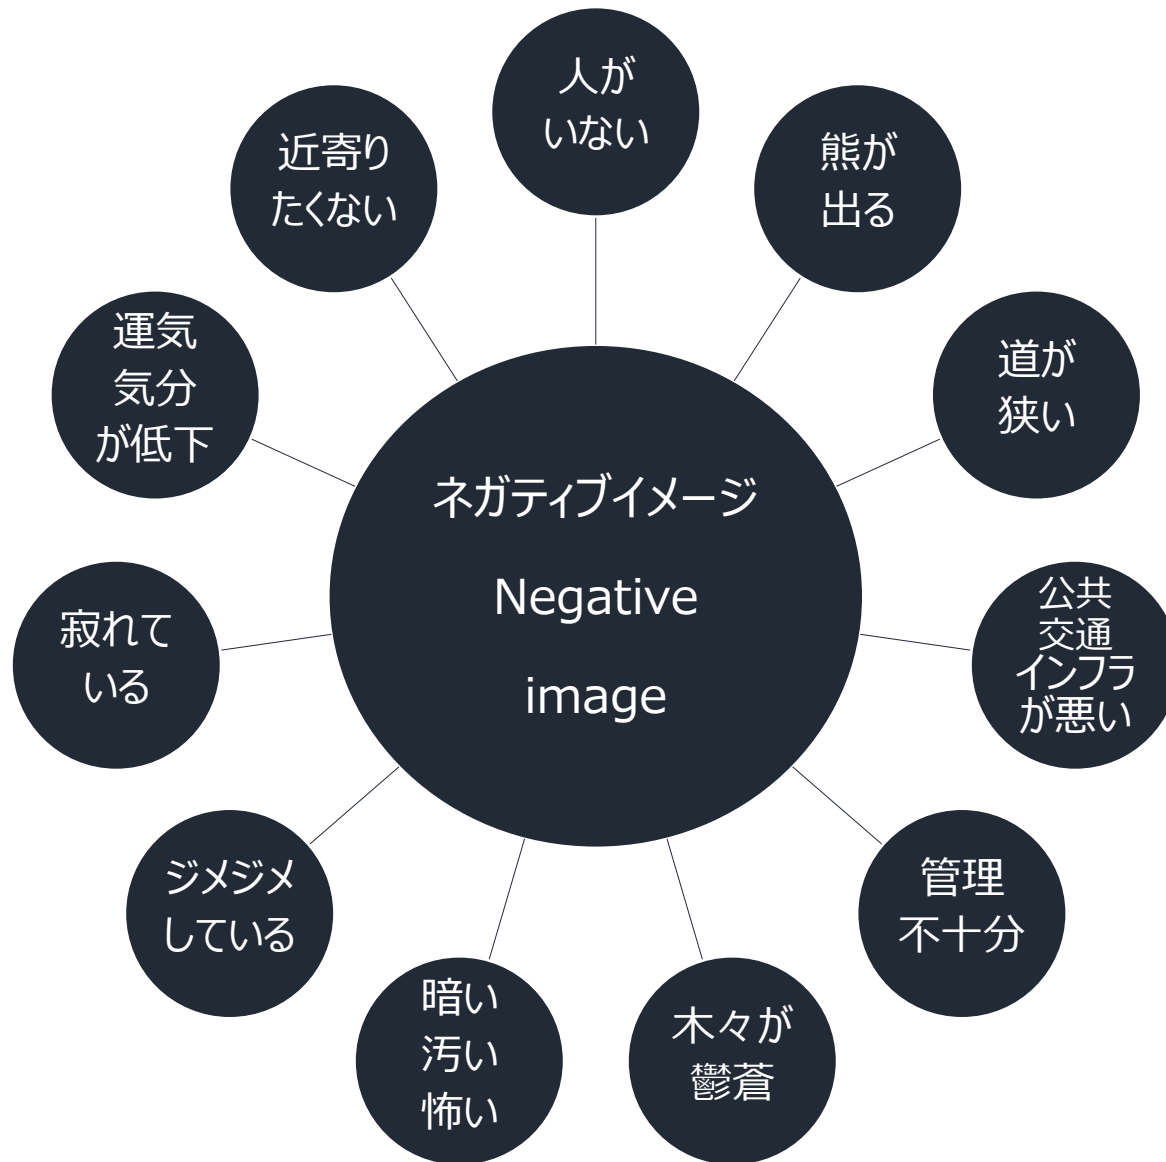 ネガティブイメージ
Negative
image
人が
いない
熊が
出る
道が
狭い
公共
交通
インフラ
が悪い
管理
不十分
木々が
鬱蒼
暗い
汚い
怖い
ジメジメ
している
寂れて
いる
運気
気分
が低下
近寄り
たくない